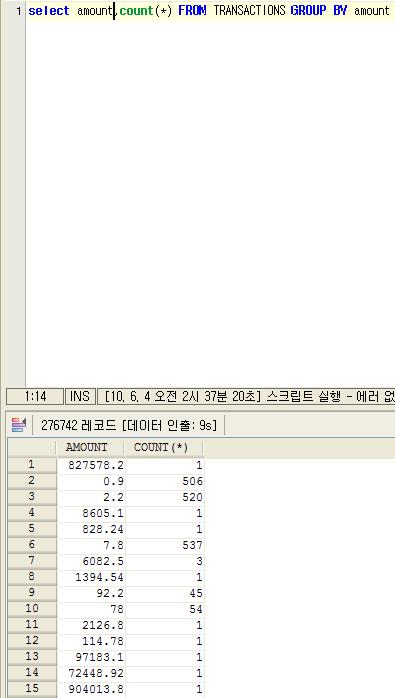 1 select amount,count(*) FROM TRANSACTIONS GROUP BY amount
1:14 INS [10, 6, 4 오전 2시 37분 20초] 스크립트 실행 - 에러 없
276742 레코드 [데이터 인출: 9s]
AMOUNT COUNT(*)
1 827578.2 1
2 0.9 506
3 2.2 520
4 8605.1 1
5 828.24 1
6 7.8 537
7 6082.5 3
8 1394.54 1
9 92.2 45
10 78 54
11 2126.8 1
12 114.78 1
13 97183.1 1
14 72448.92 1
15 904013.8 1